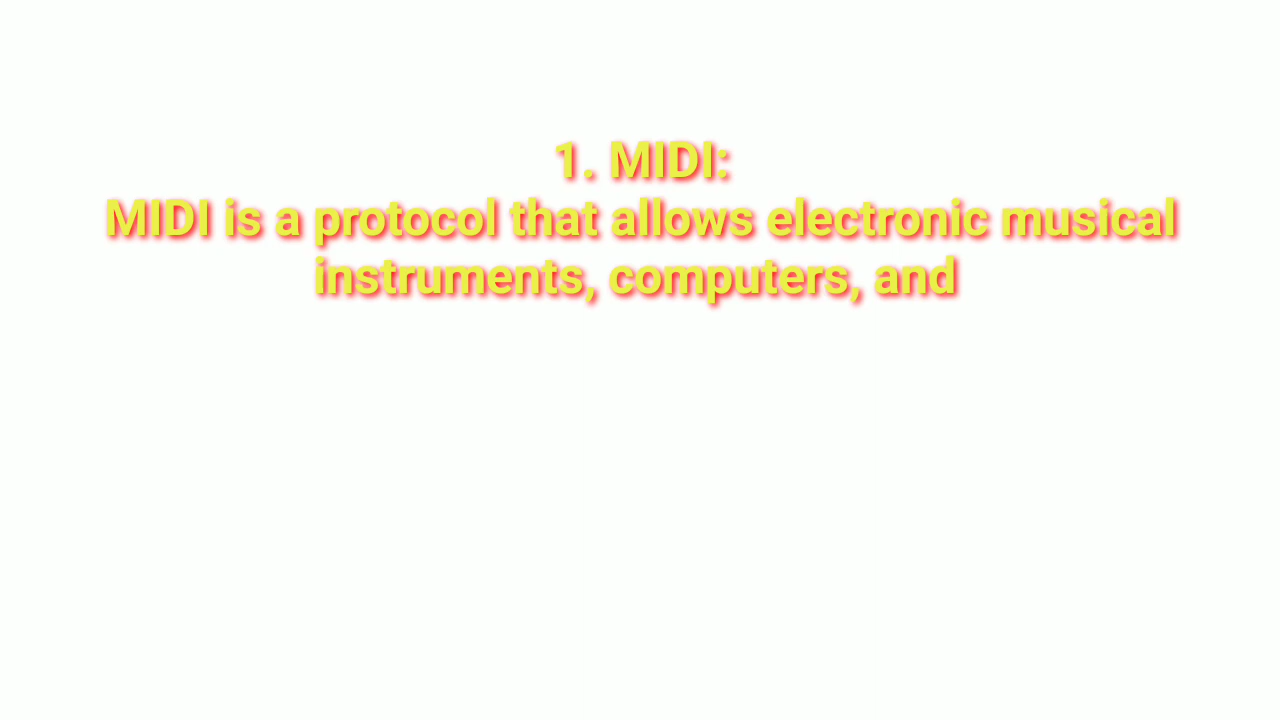 1. MIDI:
MIDI is a protocol that allows electronic musical
instruments, computers, and